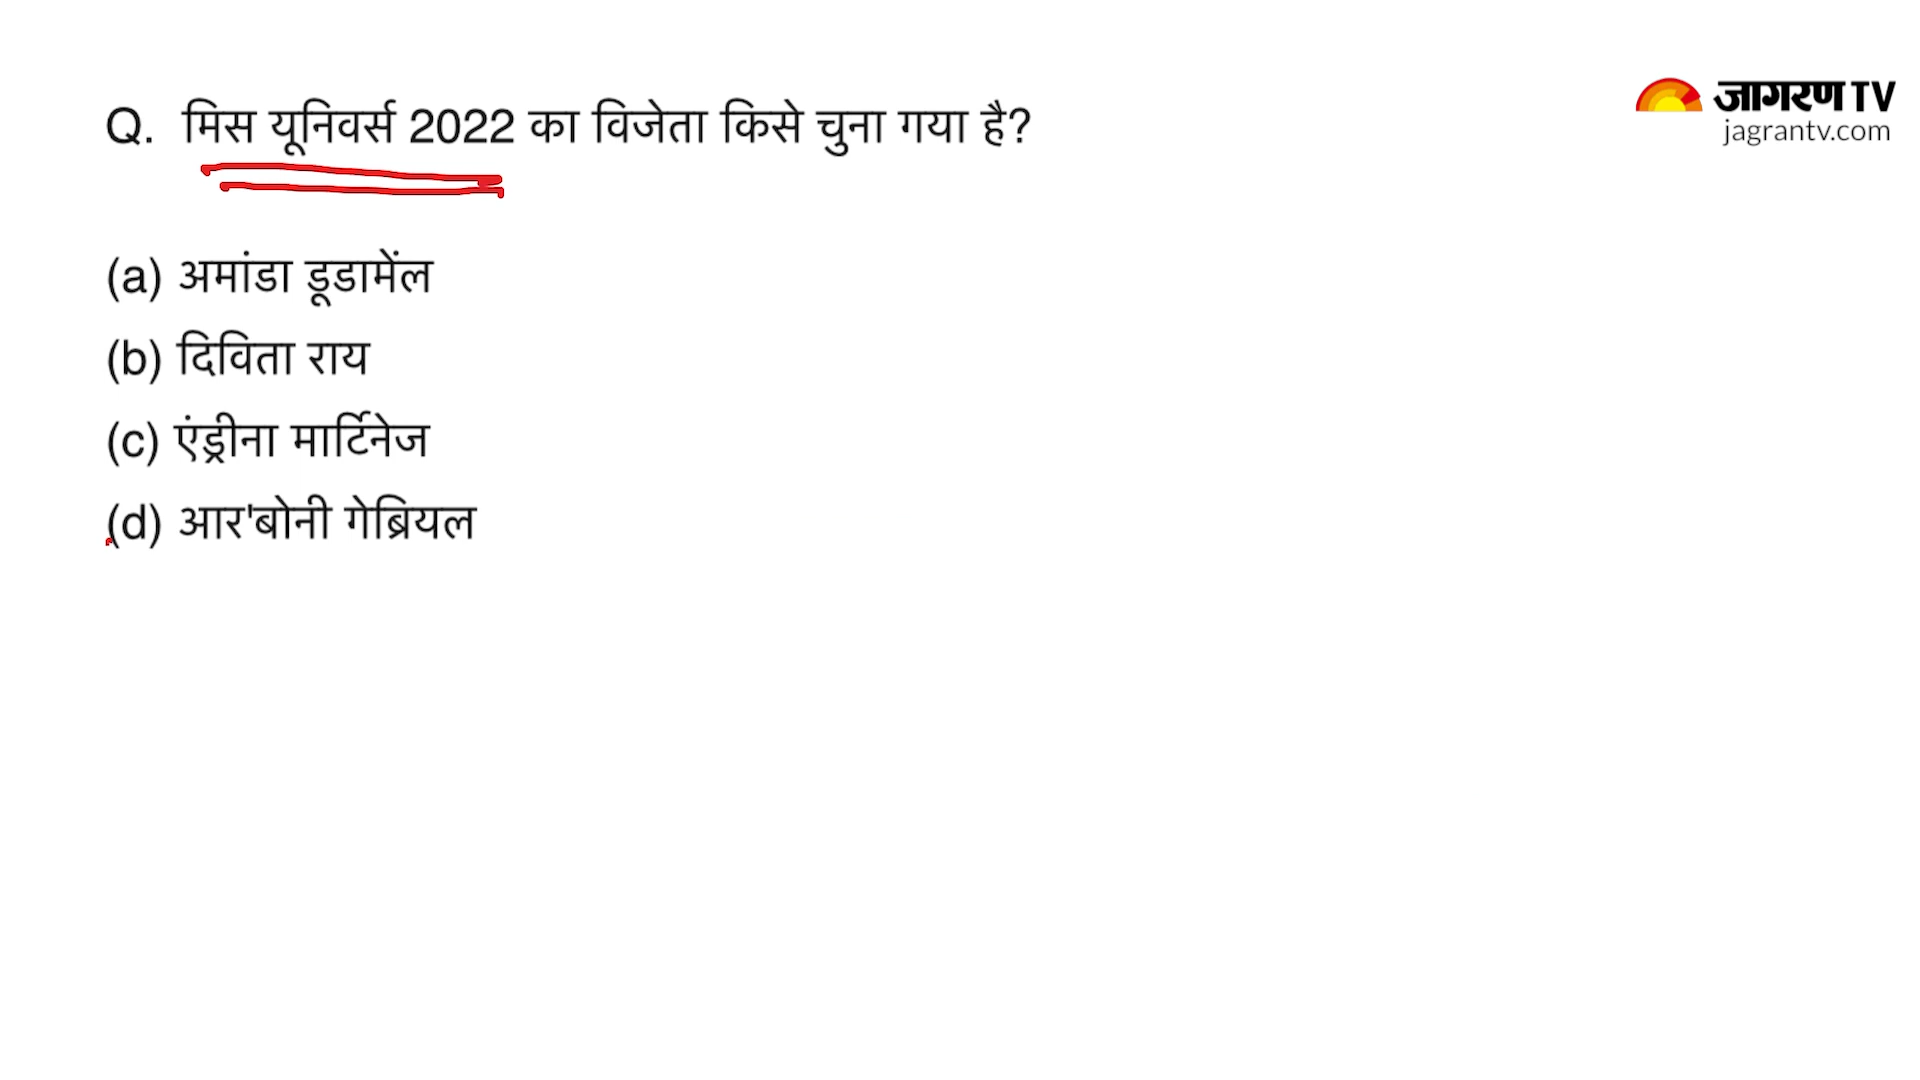 जागरण TV
jagrantv.com
Q. मिस यूनिवर्स 2022 का विजेता किसे चुना गया है?
(a) अमांडा डूडामेंल
(b) दिविता राय
(c) एंड्रीना मार्टिनेज
(d) आर'बोनी गेब्रियल